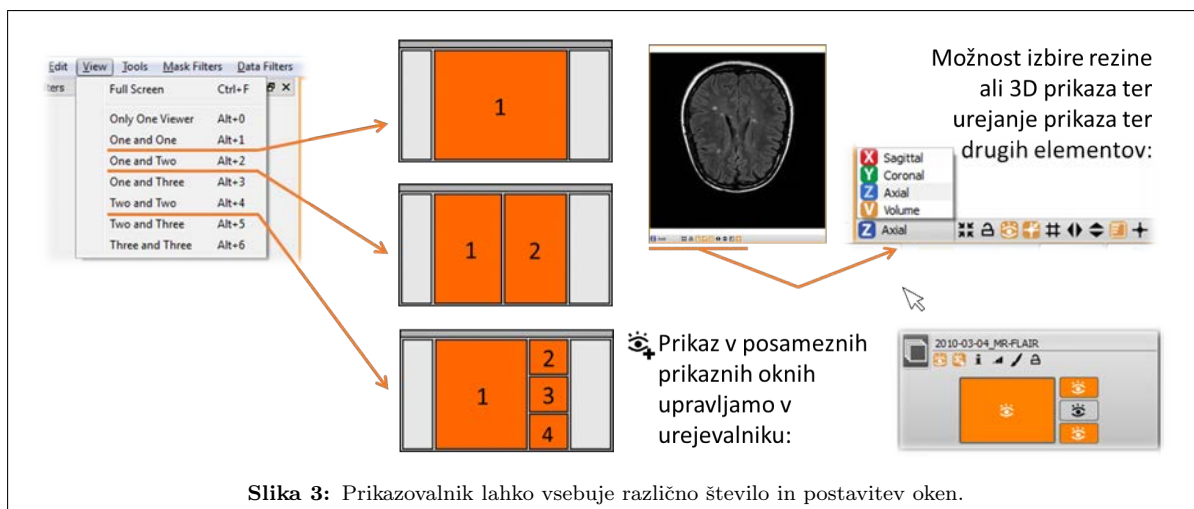 Edit View Tools Mask Filters Data Filters
ters
Full Screen Ctrl+F
Only One Viewer Alt+0
One and One Alt+1
One and Two Alt+2
One and Three Alt+3
Two and Two Alt+4
Two and Three Alt+5
Three and Three Alt+6
1
1 2
1
2
3
4
Možnost izbire rezine
ali 3D prikaza ter
urejanje prikaza ter
drugih elementov:
X Sagittal
Y Coronal
Z Axial
V Volume
Z Axial
Prikaz v posameznih
prikaznih oknih
upravljamo v
urejevalniku:
2010-03-04_MR-FLAIR
Slika 3: Prikazovalnik lahko vsebuje različno število in postavitev oken.